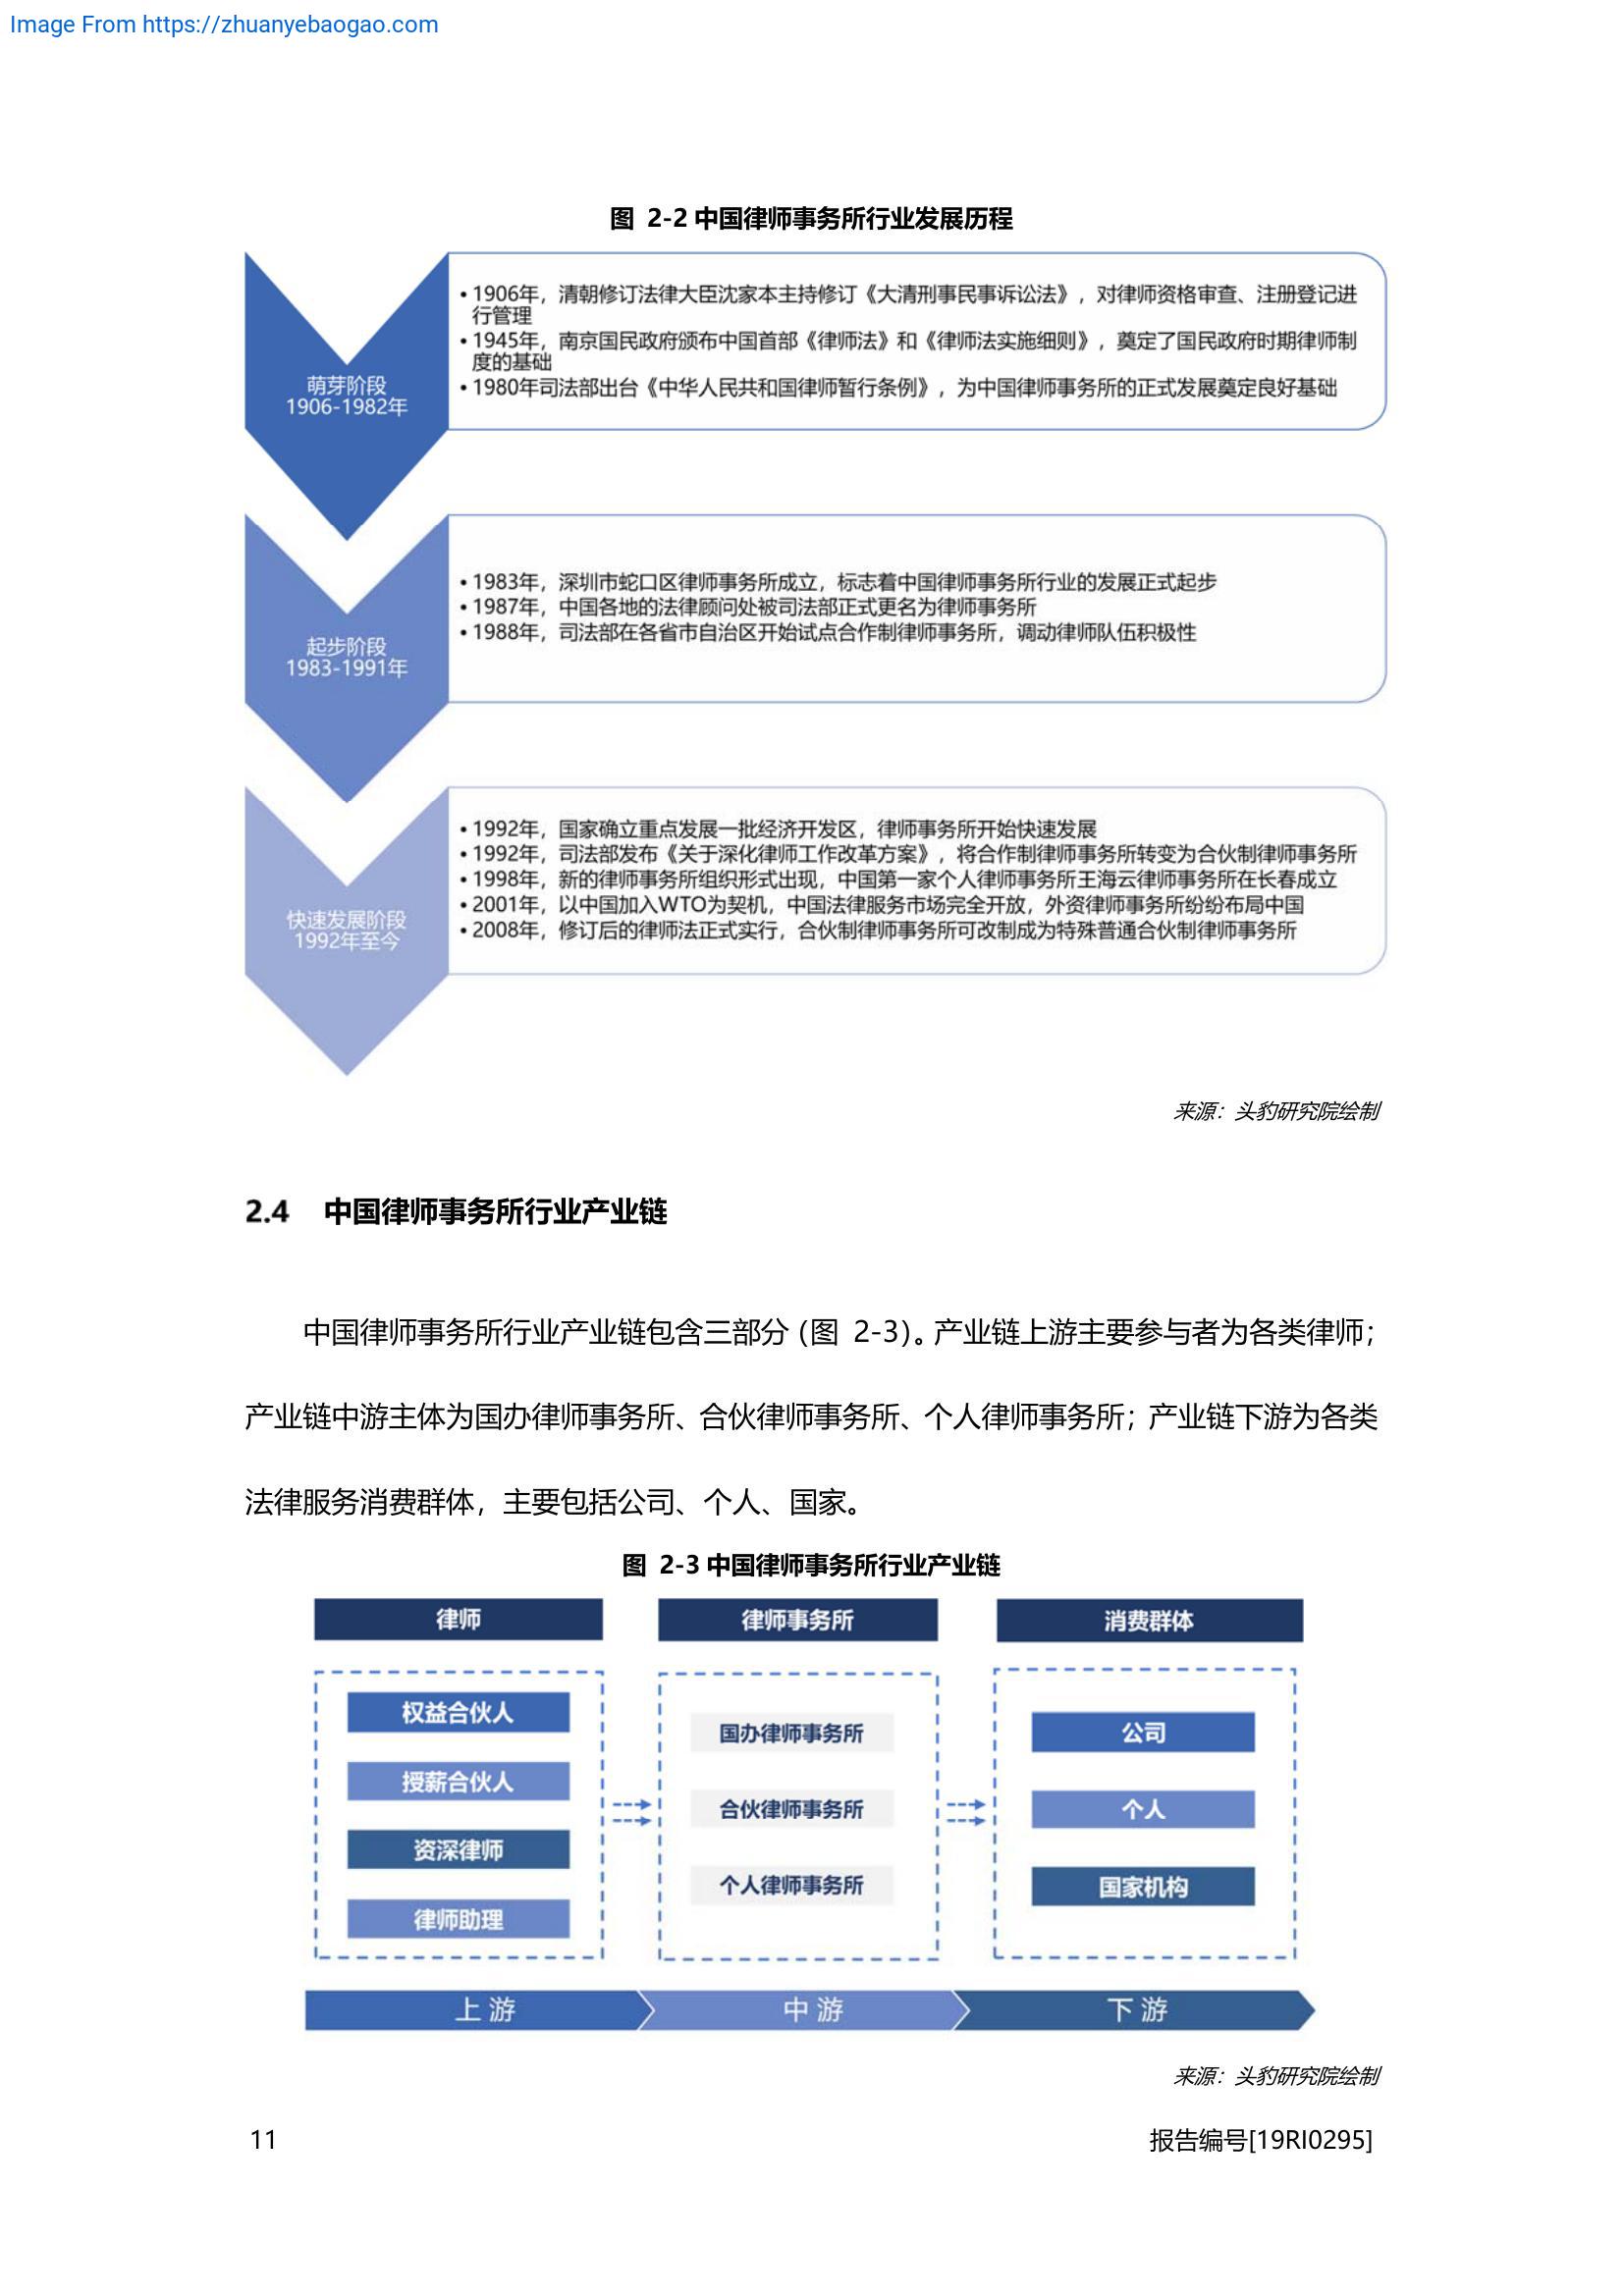 Image From https://zhuanyebaogao.com
图 2-2 中国律师事务所行业发展历程
萌芽阶段
1906-1982年
• 1906年，清朝修订法律大臣沈家本主持修订《大清刑事民事诉讼法》，对律师资格审查、注册登记进
行管理
• 1945年，南京国民政府颁布中国首部《律师法》和《律师法实施细则》，奠定了国民政府时期律师制
度的基础
• 1980年司法部出台《中华人民共和国律师暂行条例》，为中国律师事务所的正式发展奠定良好基础
起步阶段
1983-1991年
• 1983年，深圳市蛇口区律师事务所成立，标志着中国律师事务所行业的发展正式起步
• 1987年，中国各地的法律顾问处被司法部正式更名为律师事务所
• 1988年，司法部在各省市自治区开始试点合作制律师事务所，调动律师队伍积极性
快速发展阶段
1992年至今
• 1992年，国家确立重点发展一批经济开发区，律师事务所开始快速发展
• 1992年，司法部发布《关于深化律师工作改革方案》，将合作制律师事务所转变为合伙制律师事务所
• 1998年，新的律师事务所组织形式出现，中国第一家个人律师事务所王海云律师事务所在长春成立
• 2001年，以中国加入WTO为契机，中国法律服务市场完全开放，外资律师事务所纷纷布局中国
• 2008年，修订后的律师法正式实行，合伙制律师事务所可改制成为特殊普通合伙制律师事务所
来源：头豹研究院绘制
2.4 中国律师事务所行业产业链
中国律师事务所行业产业链包含三部分（图 2-3）。产业链上游主要参与者为各类律师；
产业链中游主体为国办律师事务所、合伙律师事务所、个人律师事务所；产业链下游为各类
法律服务消费群体，主要包括公司、个人、国家。
图 2-3 中国律师事务所行业产业链
律师
权益合伙人
授薪合伙人
资深律师
律师助理
律师事务所
国办律师事务所
合伙律师事务所
个人律师事务所
消费群体
公司
个人
国家机构
上游
中游
下游
来源：头豹研究院绘制
11
报告编号[19RI0295]